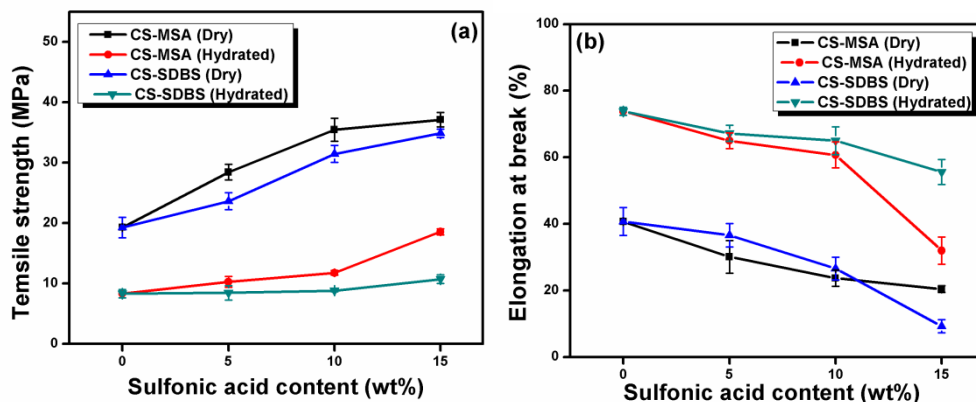 CS-MSA (Dry)
CS-MSA (Hydrated)
CS-SDBS (Dry)
CS-SDBS (Hydrated)
(a)
Temsile strength (MPa)
50
40
30
20
10
0
0 5 10 15
Sulfonic acid content (wt%)
(b)
CS-MSA (Dry)
CS-MSA (Hydrated)
CS-SDBS (Dry)
CS-SDBS (Hydrated)
Elongation at break (%)
100
80
60
40
20
0
0 5 10 15
Sulfonic acid content (wt%)